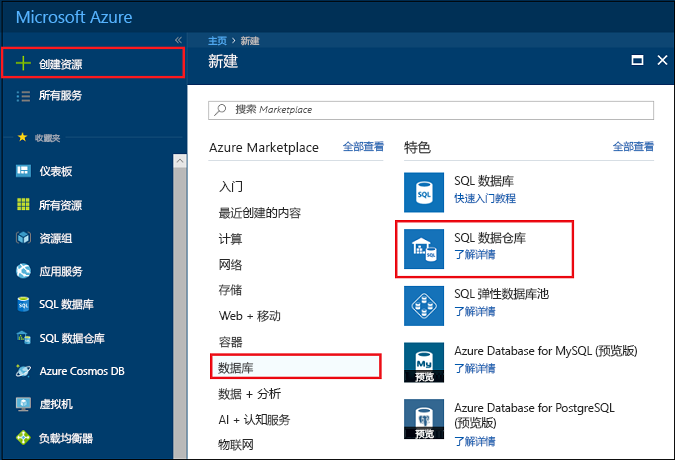 Microsoft Azure
«
创建资源
所有服务
收藏夹
仪表板
所有资源
资源组
应用服务
SQL 数据库
SQL 数据仓库
Azure Cosmos DB
虚拟机
负载均衡器
主页 > 新建
新建
搜索 Marketplace
Azure Marketplace 全部查看
入门
最近创建的内容
计算
网络
存储
Web + 移动
容器
数据库
数据 + 分析
AI + 认知服务
物联网
特色 全部查看
SQL
SQL 数据库
快速入门教程
SQL 数据仓库
了解详情
SQL 弹性数据库池
了解详情
My
预览
Azure Database for MySQL (预览版)
了解详情
预览
Azure Database for PostgreSQL
(预览版)
了解详情